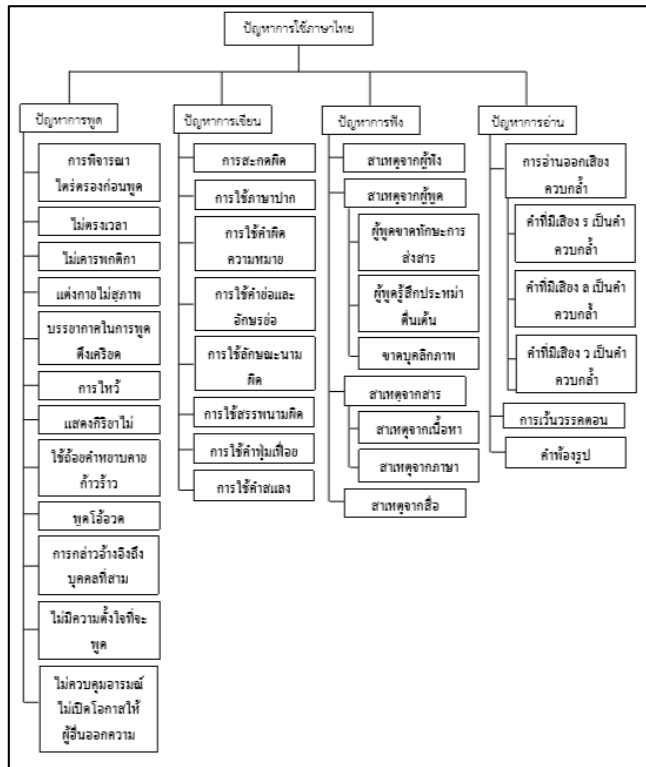 ปัญหาการใช้ภาษาไทย
ปัญหาการพูด
การพิจารณา
ไตร่ตรองก่อนพูด
ไม่ตรงเวลา
ไม่เคารพกติกา
แต่งกายไม่สุภาพ
บรรยากาศในการพูด
ตึงเครียด
การไหว้
แสดงกิริยาไม่
ใช้ถ้อยคำหยาบคาย
ก้าวร้าว
พูดโอ้อวด
การกล่าวอ้างอิงถึง
บุคคลที่สาม
ไม่มีความตั้งใจที่จะ
พูด
ไม่ควบคุมอารมณ์
ไม่เปิดโอกาสให้
ผู้อื่นออกความ
ปัญหาการเขียน
การสะกดผิด
การใช้ภาษาปาก
การใช้คำผิด
ความหมาย
การใช้คำย่อและ
อักษรย่อ
การใช้ลักษณะนาม
ผิด
การใช้สรรพนามผิด
การใช้คำฟุ่มเฟือย
การใช้คำสแลง
ปัญหาการฟัง
สาเหตุจากผู้ฟัง
สาเหตุจากผู้พูด
ผู้พูดขาดทักษะการ
ส่งสาร
ผู้พูดรู้สึกประหม่า
ตื่นเต้น
ขาดบุคลิกภาพ
สาเหตุจากสาร
สาเหตุจากเนื้อหา
สาเหตุจากภาษา
สาเหตุจากสื่อ
ปัญหาการอ่าน
การอ่านออกเสียง
ควบกล้ำ
คำที่มีเสียง ร เป็นคำ
ควบกล้ำ
คำที่มีเสียง ล เป็นคำ
ควบกล้ำ
คำที่มีเสียง ว เป็นคำ
ควบกล้ำ
การเว้นวรรคตอน
คำพ้องรูป